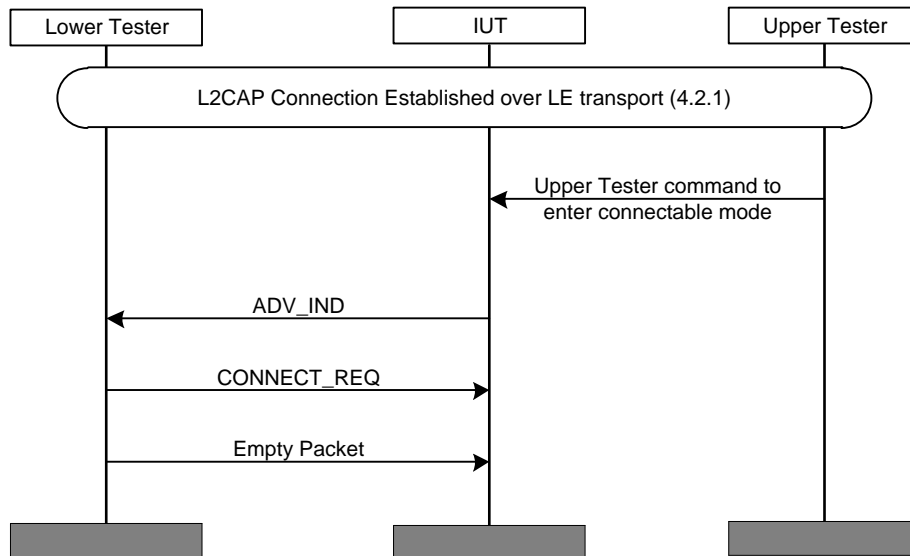 Lower Tester
IUT
Upper Tester
L2CAP Connection Established over LE transport (4.2.1)
Upper Tester command to
enter connectable mode
ADV_IND
CONNECT_REQ
Empty Packet